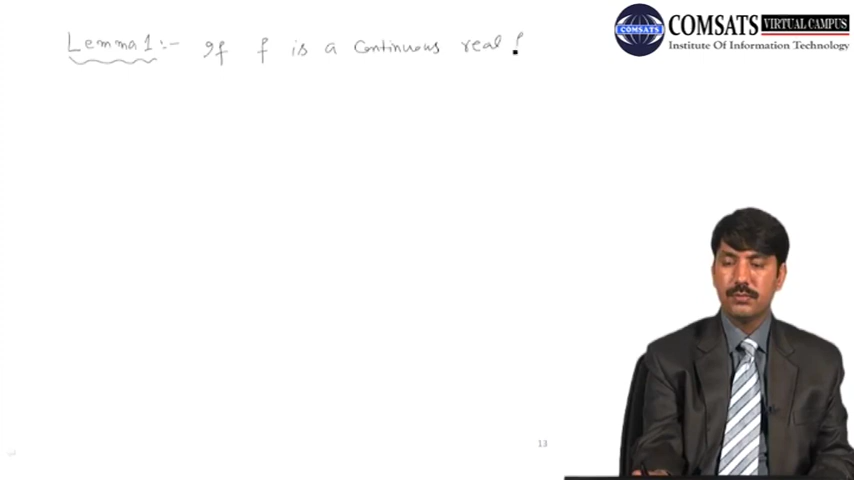 Lemma 1:- If f is a continuous real f
COMSATS VIRTUAL CAMPUS
COMSATS
Institute Of Information Technology
13